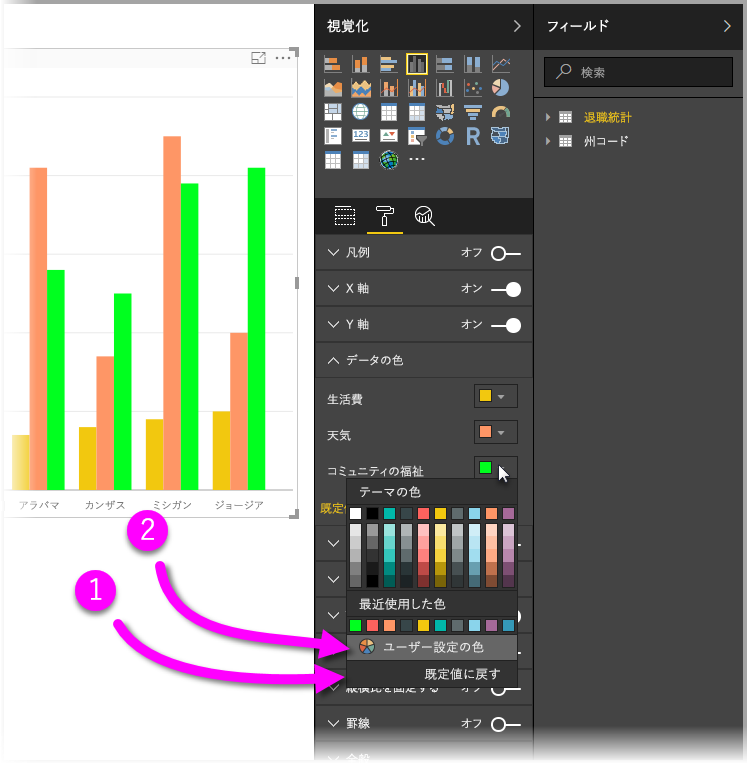 視覚化
フィールド
検索
123
R
退職統計
州コード
凡例 オフ
X 軸 オン
Y 軸 オン
データの色
生活費
天気
コミュニティの福祉
アラバマ カンザス ミシガン ジョージア
テーマの色
最近使用した色
ユーザー設定の色
既定値に戻す
罫線 オフ
2
1